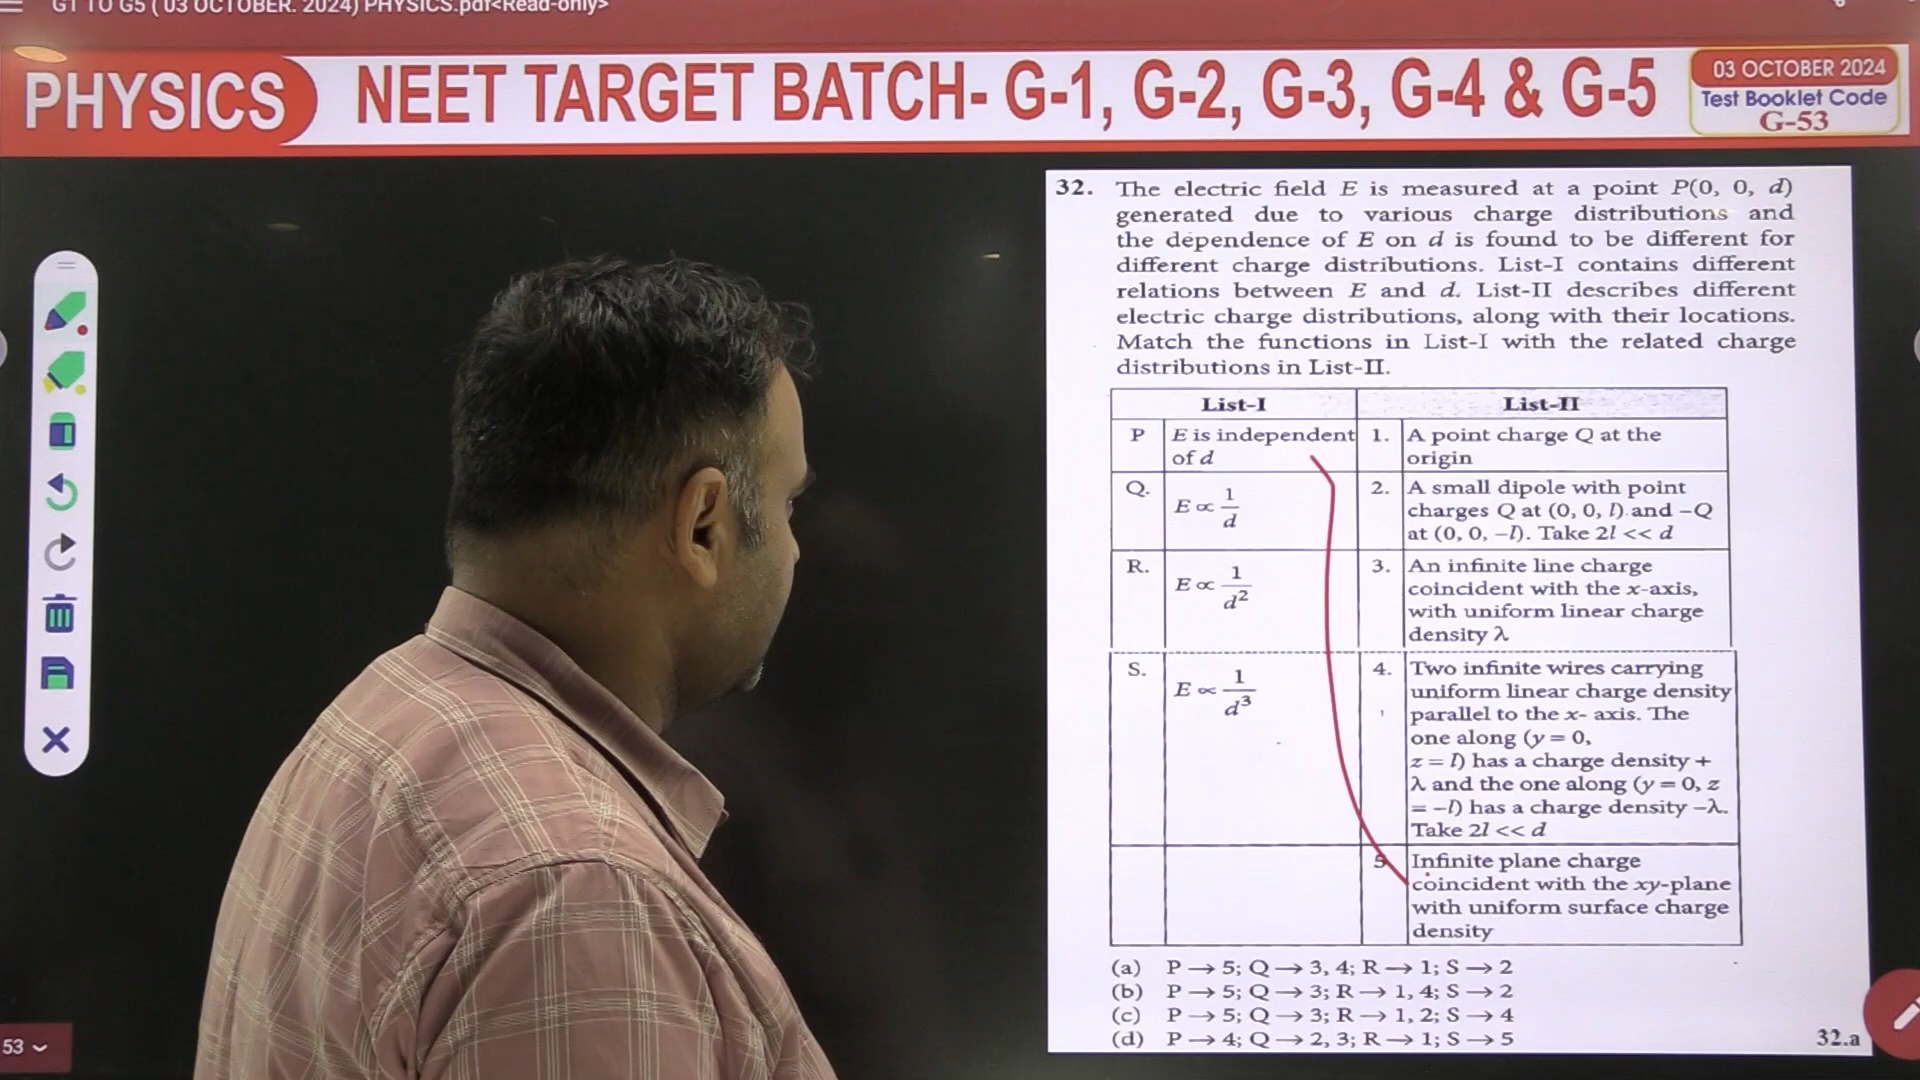 G1 TO G5 ( 03 OCTOBER. 2024) PHYSICS.pdf<Read-only>
PHYSICS
NEET TARGET BATCH- G-1, G-2, G-3, G-4 & G-5
03 OCTOBER 2024
Test Booklet Code
G-53
32. The electric field E is measured at a point P(0, 0, d)
generated due to various charge distributions and
the dependence of E on d is found to be different for
different charge distributions. List-I contains different
relations between E and d. List-II describes different
electric charge distributions, along with their locations.
Match the functions in List-I with the related charge
distributions in List-II.
List-I List-II
P E is independent of d 1. A point charge Q at the
origin
Q. E ∝ 1/d 2. A small dipole with point
charges Q at (0, 0, l) and –Q
at (0, 0, –l). Take 2l << d
R. E ∝ 1/d² 3. An infinite line charge
coincident with the x-axis,
with uniform linear charge
density λ
S. E ∝ 1/d³ 4. Two infinite wires carrying
uniform linear charge density
parallel to the x- axis. The
one along (y = 0,
z = l) has a charge density +
λ and the one along (y = 0, z
= –l) has a charge density –λ.
Take 2l << d
5. Infinite plane charge
coincident with the xy-plane
with uniform surface charge
density
(a) P → 5; Q → 3, 4; R → 1; S → 2
(b) P → 5; Q → 3; R → 1, 4; S → 2
(c) P → 5; Q → 3; R → 1, 2; S → 4
(d) P → 4; Q → 2, 3; R → 1; S → 5
32.a
53